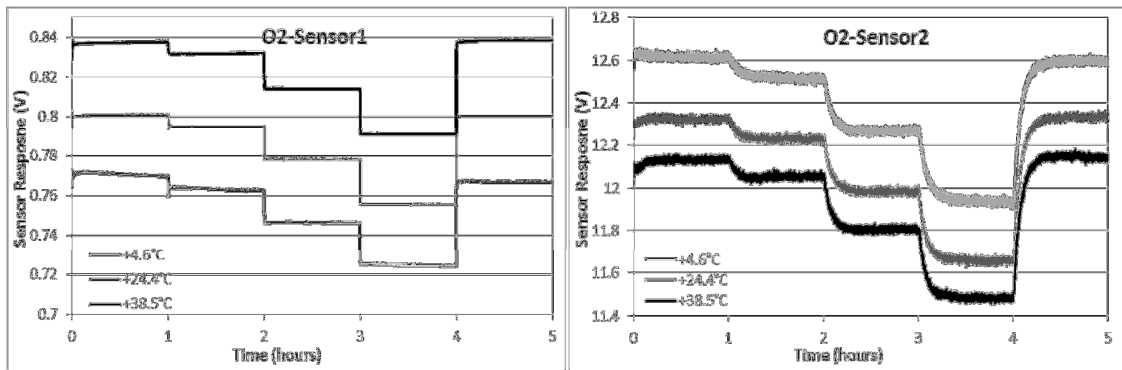 O2-Sensor1
0.84
0.82
0.8
0.78
0.76
0.74
0.72
0.7
Sensor Resposne (V)
+4.6°C
+24.4°C
+38.5°C
0 1 2 3 4 5
Time (hours)
O2-Sensor2
12.8
12.6
12.4
12.2
12
11.8
11.6
11.4
Sensor Resposne (V)
+4.6°C
+24.4°C
+38.5°C
0 1 2 3 4 5
Time (hours)